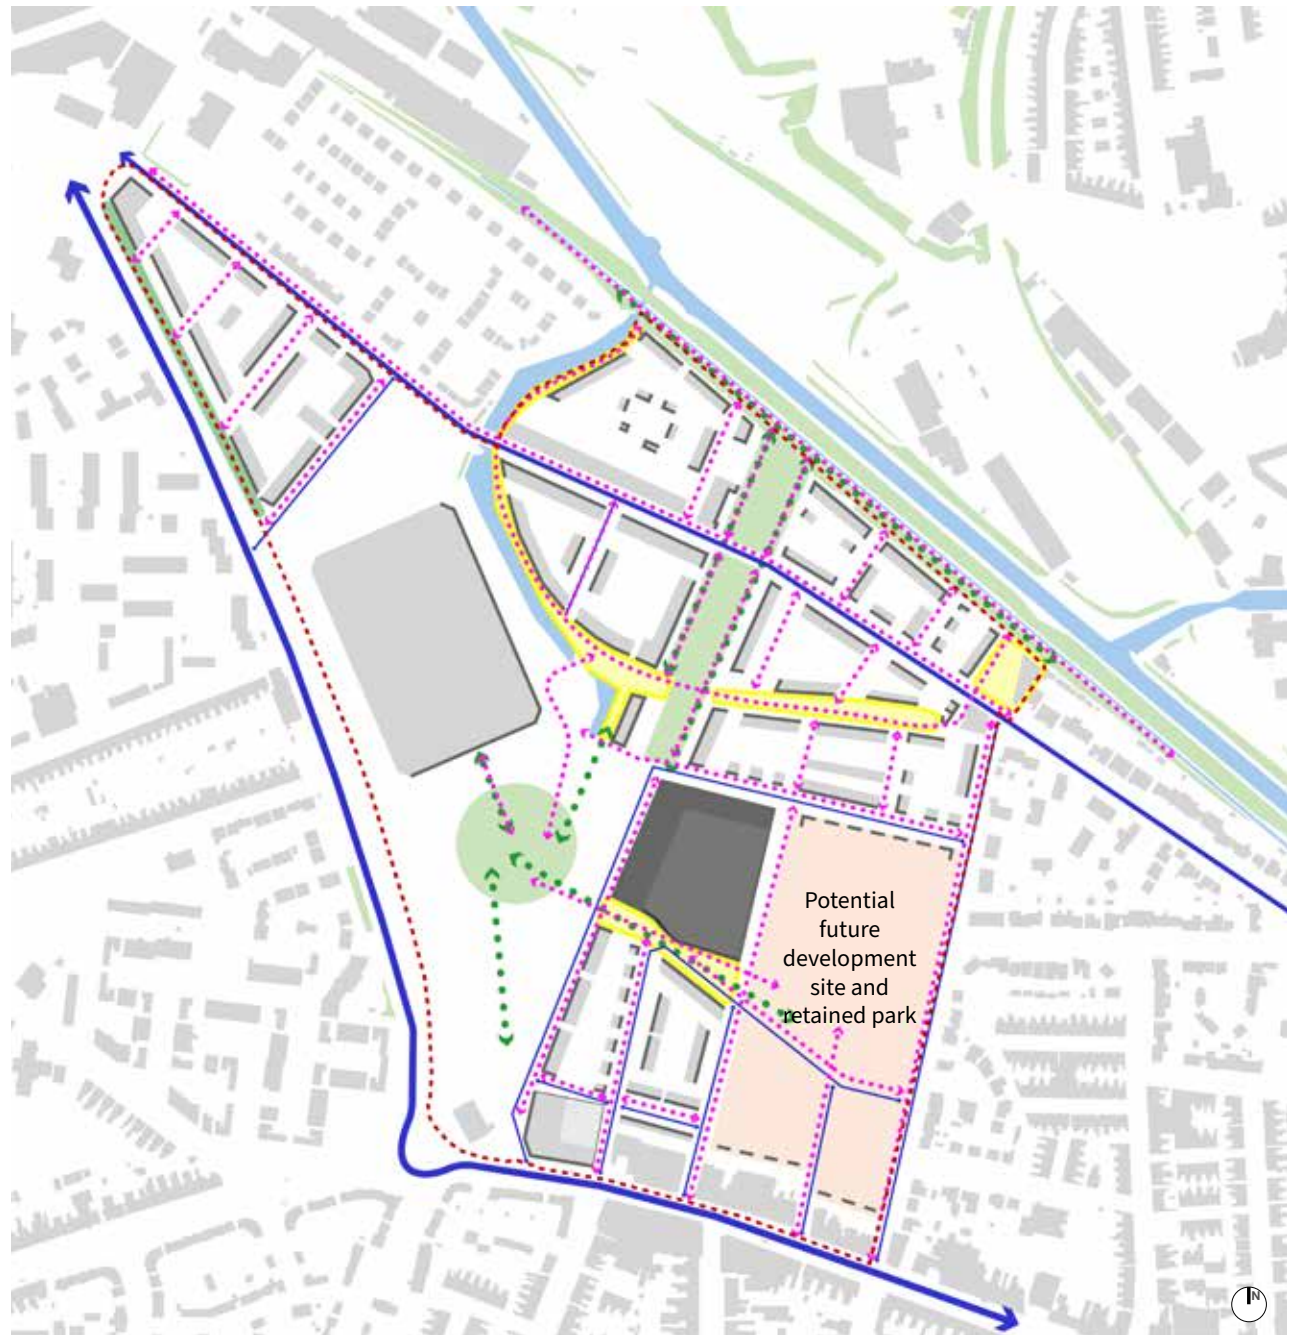 Potential
future
development
site and
retained park
N